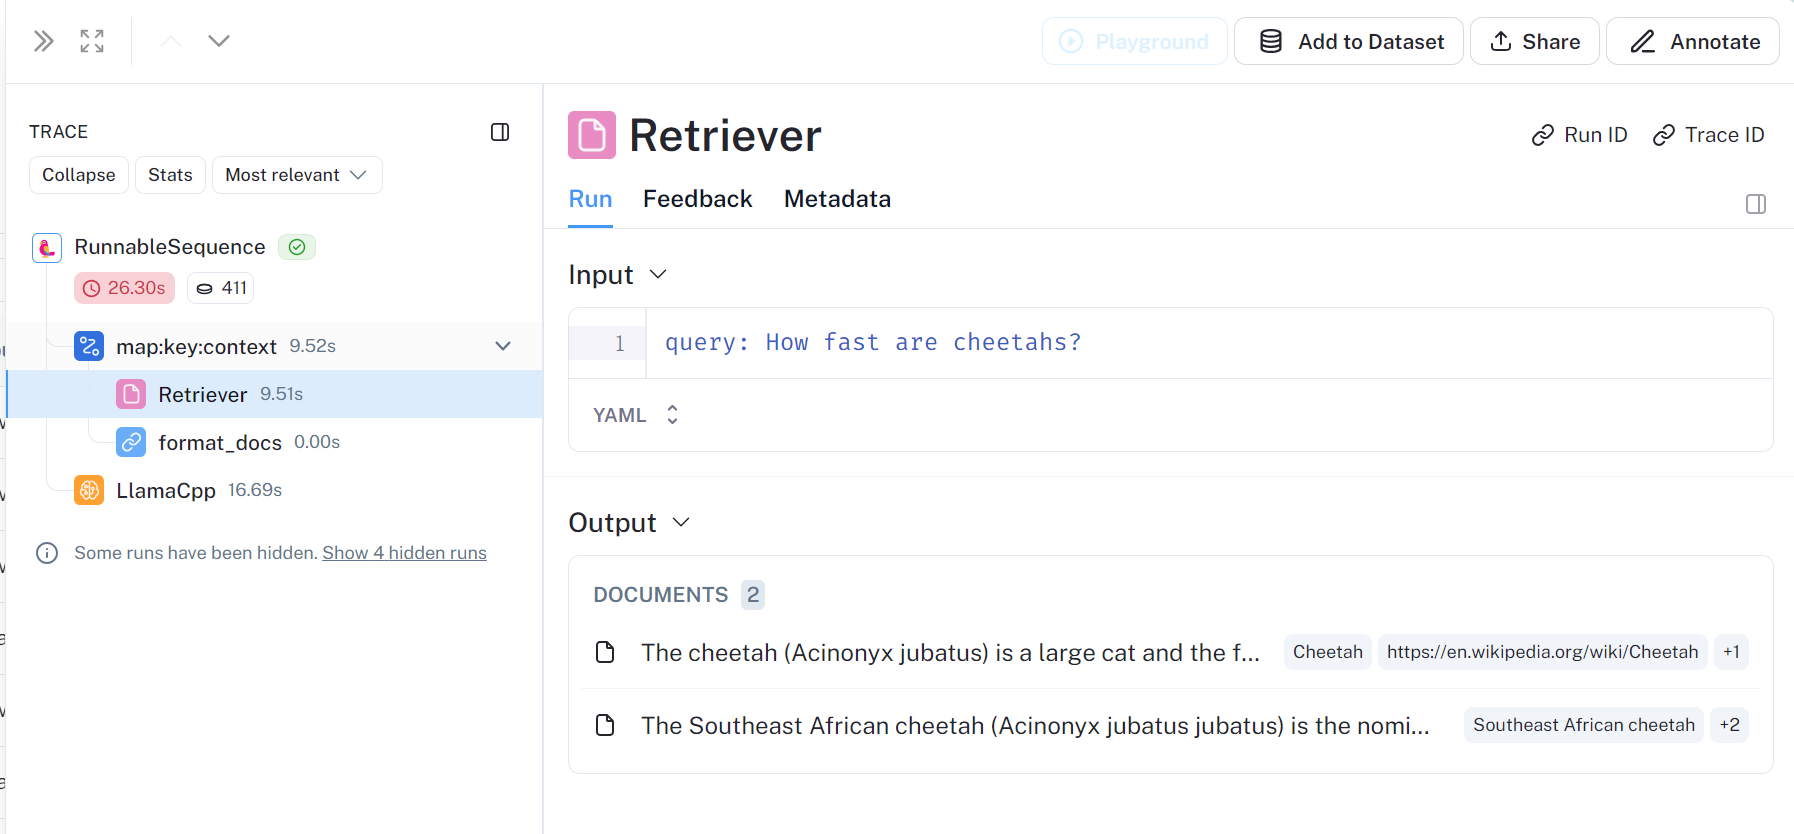 Playground
Add to Dataset
Share
Annotate
TRACE
Collapse
Stats
Most relevant
RunnableSequence
26.30s
411
map:key:context 9.52s
Retriever 9.51s
format_docs 0.00s
LlamaCpp 16.69s
Some runs have been hidden. Show 4 hidden runs
Retriever
Run ID
Trace ID
Run
Feedback
Metadata
Input
1
query: How fast are cheetahs?
YAML
Output
DOCUMENTS 2
The cheetah (Acinonyx jubatus) is a large cat and the f... Cheetah https://en.wikipedia.org/wiki/Cheetah +1
The Southeast African cheetah (Acinonyx jubatus jubatus) is the nomi... Southeast African cheetah +2